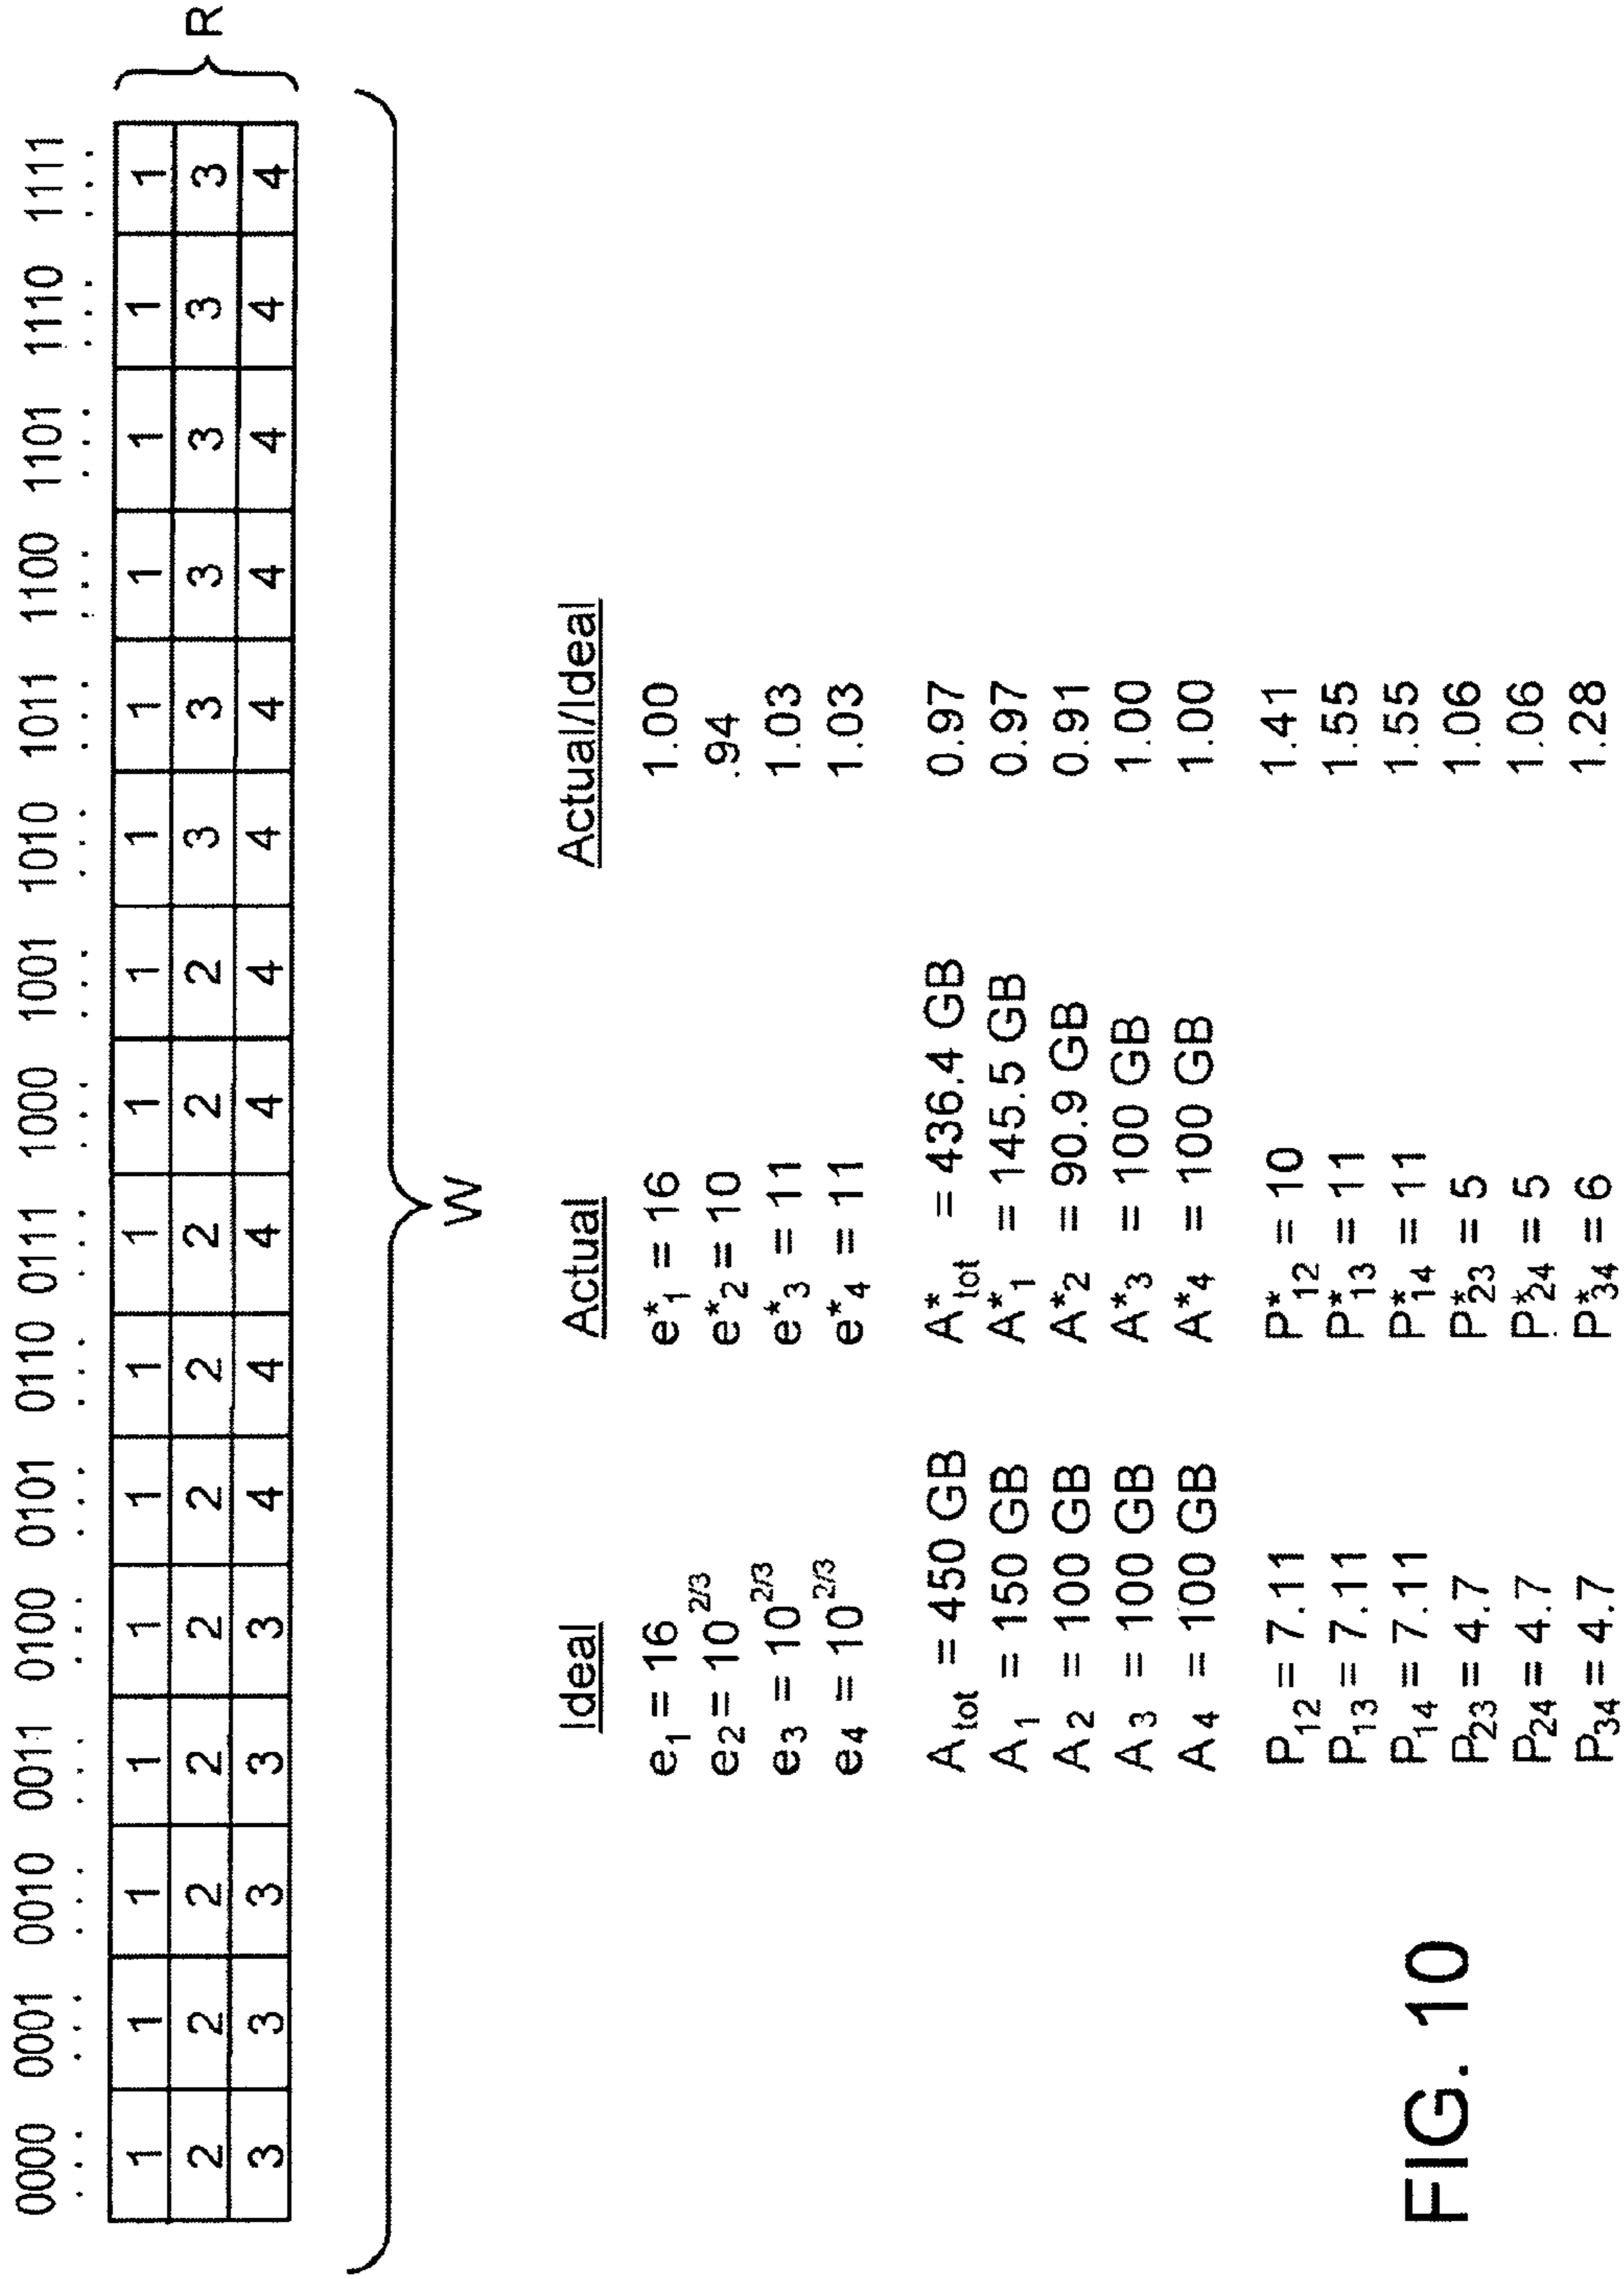 0000 0001 0010 0011 0100 0101 0110 0111 1000 1001 1010 1011 1100 1101 1110 1111
1 1 1 1 1 1 1 1 1 1 1 1 1 1 1 1
2 2 2 2 2 2 2 2 2 2 3 3 3 3 3 3
3 3 3 3 3 4 4 4 4 4 4 4 4 4 4 4
R
W
Ideal Actual Actual/Ideal
e1 = 16 e*1 = 16 1.00
e2 = 10 2/3 e*2 = 10 .94
e3 = 10 2/3 e*3 = 11 1.03
e4 = 10 2/3 e*4 = 11 1.03
Atot = 450 GB A*tot = 436.4 GB 0.97
A1 = 150 GB A*1 = 145.5 GB 0.97
A2 = 100 GB A*2 = 90.9 GB 0.91
A3 = 100 GB A*3 = 100 GB 1.00
A4 = 100 GB A*4 = 100 GB 1.00
P12 = 7.11 P*12 = 10 1.41
P13 = 7.11 P*13 = 11 1.55
P14 = 7.11 P*14 = 11 1.55
P23 = 4.7 P*23 = 5 1.06
P24 = 4.7 P*24 = 5 1.06
P34 = 4.7 P*34 = 6 1.28
FIG. 10